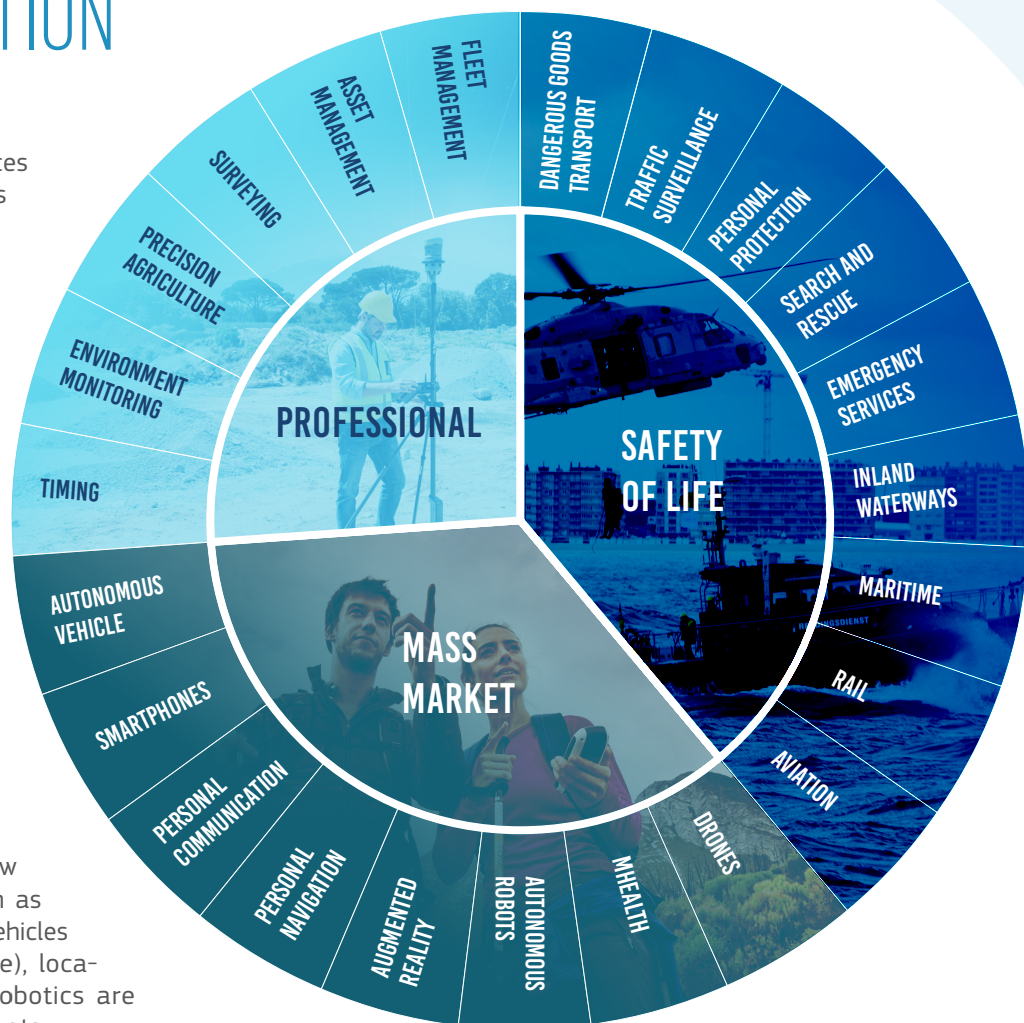 TION
ces
s
FLEET
MANAGEMENT
ASSET
MANAGEMENT
SURVEYING
PRECISION
AGRICULTURE
ENVIRONMENT
MONITORING
TIMING
PROFESSIONAL
DANGEROUS GOODS
TRANSPORT
TRAFFIC
SURVEILLANCE
PERSONAL
PROTECTION
SEARCH AND
RESCUE
EMERGENCY
SERVICES
INLAND
WATERWAYS
MARITIME
RAIL
AVIATION
SAFETY
OF LIFE
AUTONOMOUS
VEHICLE
SMARTPHONES
PERSONAL
COMMUNICATION
PERSONAL
NAVIGATION
AUGMENTED
REALITY
AUTONOMOUS
ROBOTS
MHEALTH
DRONES
MASS
MARKET
w
as
ehicles
e), loca-
obotics are